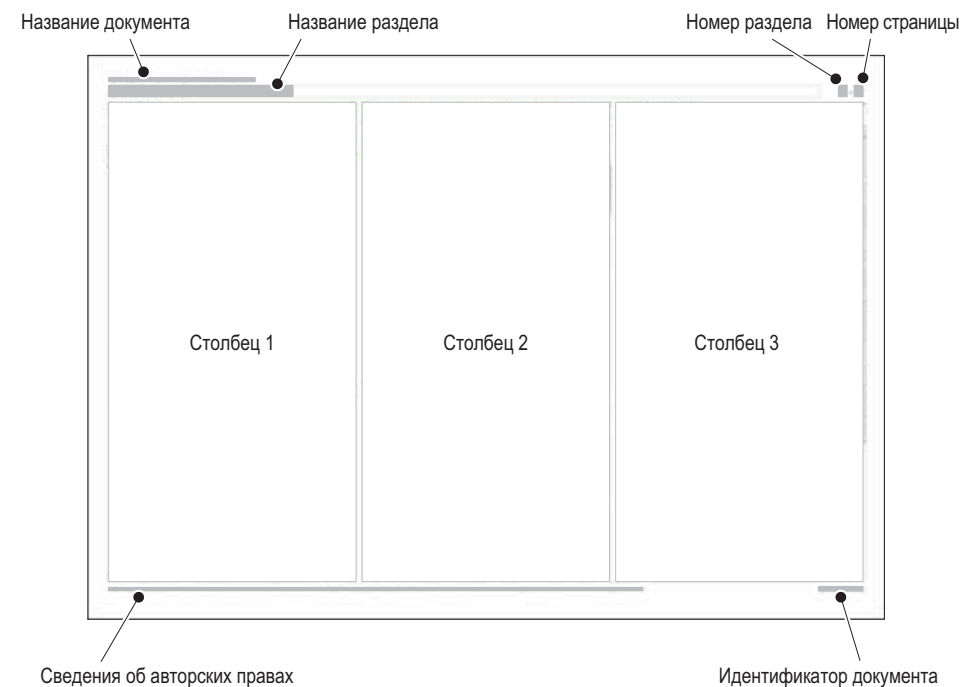 Название документа Название раздела Номер раздела Номер страницы
Столбец 1 Столбец 2 Столбец 3
Сведения об авторских правах Идентификатор документа